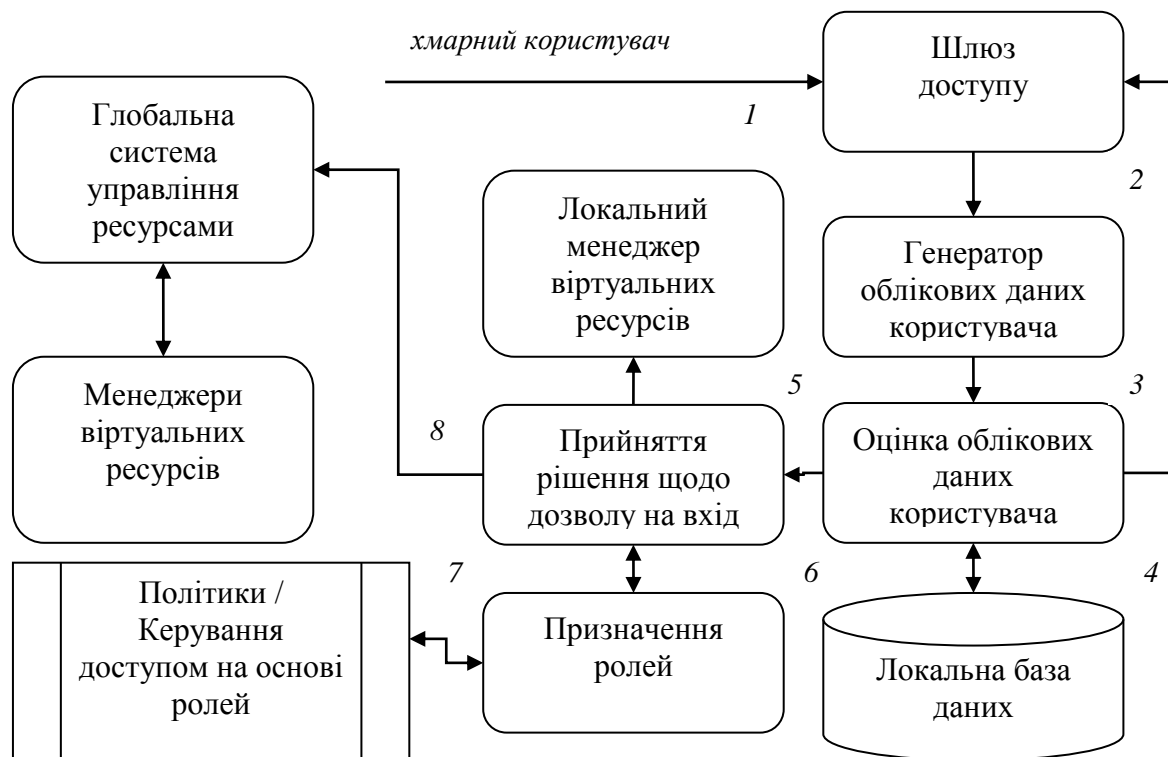 хмарний користувач
Шлюз
доступу
1
Глобальна
система
управління
ресурсами
2
Локальний
менеджер
віртуальних
ресурсів
Генератор
облікових даних
користувача
Менеджери
віртуальних
ресурсів
8
5
3
Прийняття
рішення щодо
дозволу на вхід
Оцінка облікових
даних
користувача
7
6
4
Політики /
Керування
доступом на основі
ролей
Призначення
ролей
Локальна база
даних